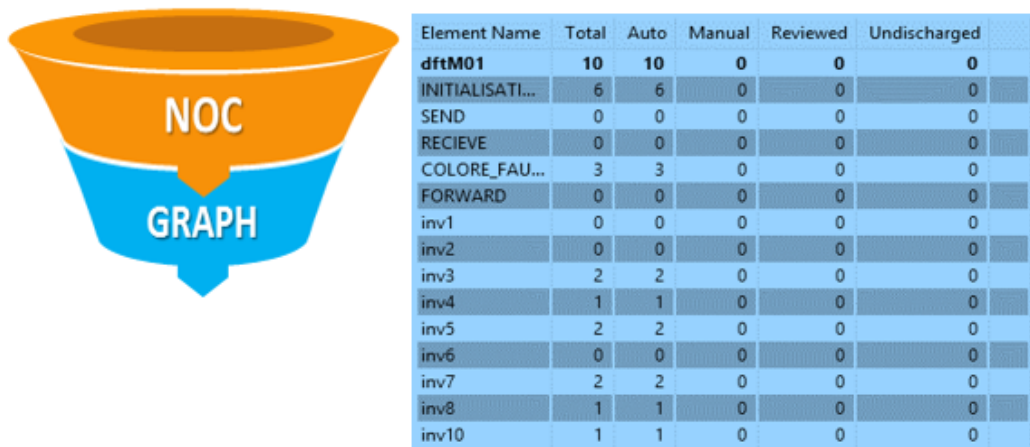 NOC
GRAPH
Element Name Total Auto Manual Reviewed Undischarged
dftM01 10 10 0 0 0
INITIALISATI... 6 6 0 0 0
SEND 0 0 0 0 0
RECIEVE 0 0 0 0 0
COLORE_FAU... 3 3 0 0 0
FORWARD 0 0 0 0 0
inv1 0 0 0 0 0
inv2 0 0 0 0 0
inv3 2 2 0 0 0
inv4 1 1 0 0 0
inv5 2 2 0 0 0
inv6 0 0 0 0 0
inv7 2 2 0 0 0
inv8 1 1 0 0 0
inv10 1 1 0 0 0